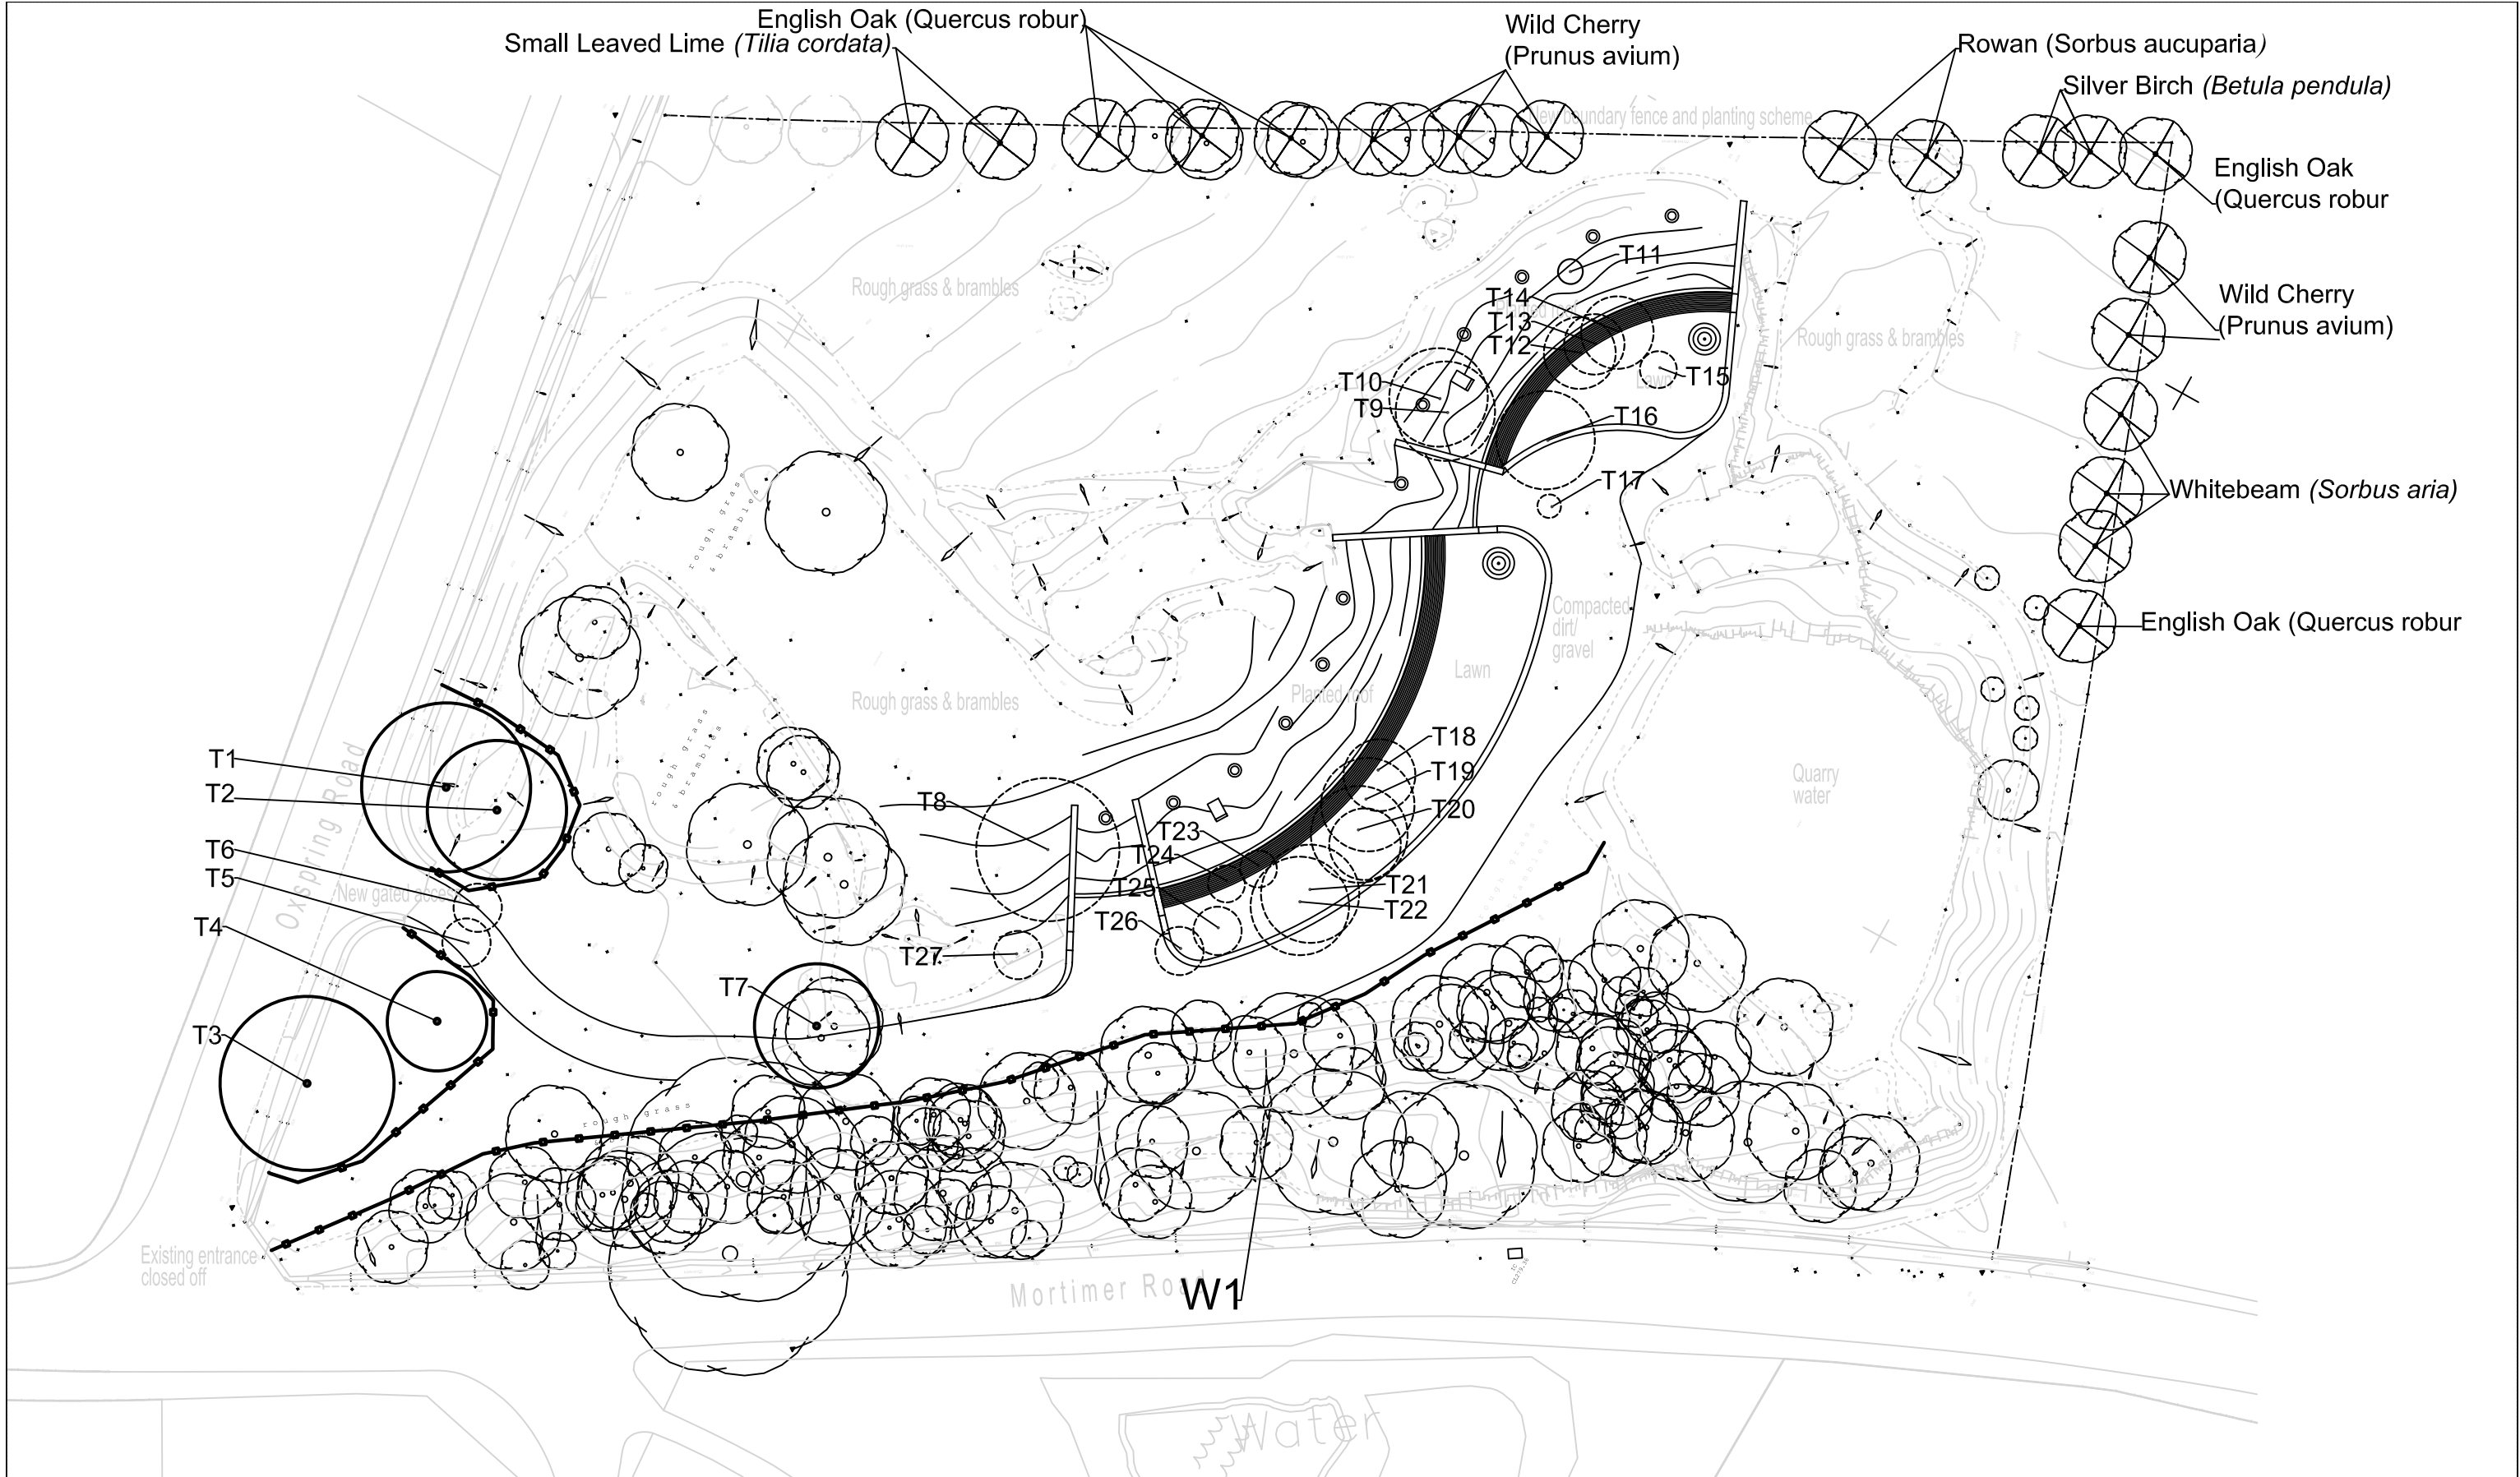 English Oak (Quercus robur)
Small Leaved Lime (Tilia cordata)
Wild Cherry
(Prunus avium)
Rowan (Sorbus aucuparia)
Silver Birch (Betula pendula)
New boundary fence and planting scheme
English Oak
(Quercus robur
Wild Cherry
(Prunus avium)
Whitebeam (Sorbus aria)
English Oak (Quercus robur
Rough grass & brambles
T11
T14
T13
T12
Rough grass & brambles
T10
T9
Lawn
T15
T16
T17
rough grass
& brambles
Compacted
dirt/
gravel
Lawn
Planted roof
Rough grass & brambles
rough grass
& brambles
T18
T19
T20
Quarry
water
T1
T2
T8
T23
T24
T25
T26
T21
T22
T6
T5
New gated access
Oxspring Road
T4
T27
T7
T3
rough grass
Existing entrance
closed off
Mortimer Road
W1
Water